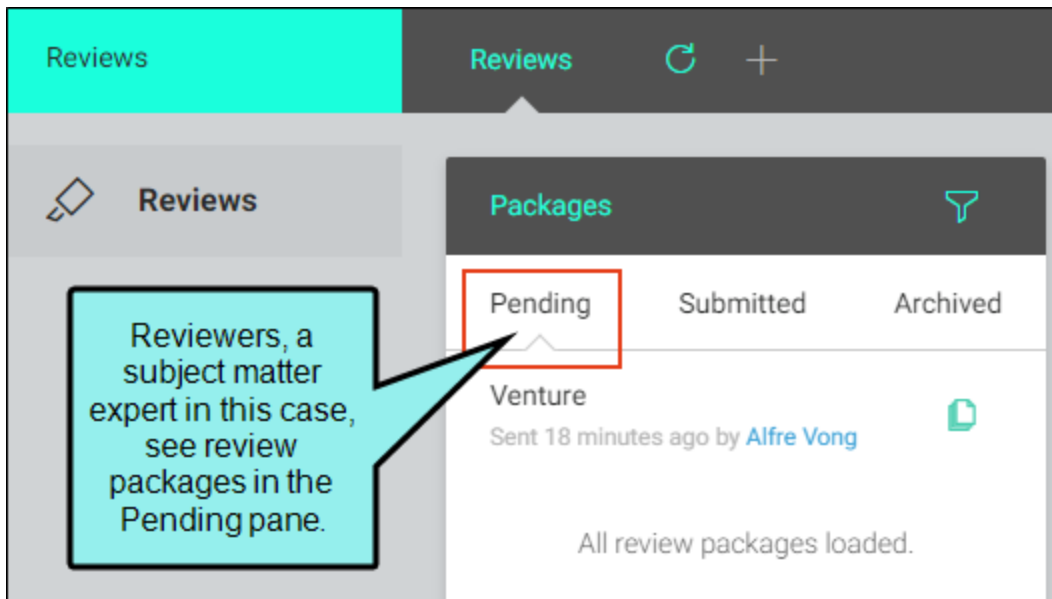 Reviews
Reviews
Reviews
Packages
Pending Submitted Archived
Reviewers, a
subject matter
expert in this case,
see review
packages in the
Pending pane.
Venture
Sent 18 minutes ago by Alfre Vong
All review packages loaded.